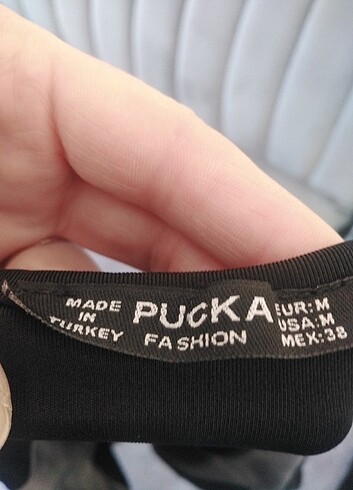 MADE
IN
TURKEY
PUCKA
FASHION
EUR:M
USA:M
MEX:38